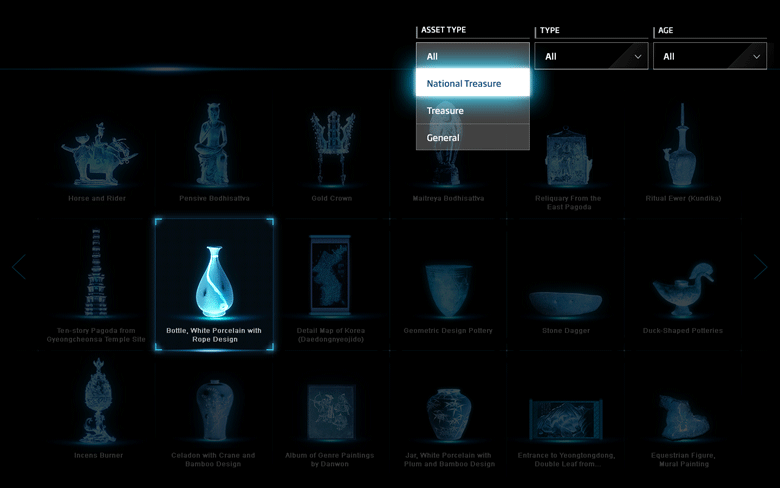 ASSET TYPE
TYPE
AGE
All
All
All
National Treasure
Treasure
General
Horse and Rider
Pensive Bodhisattva
Gold Crown
Maitreya Bodhisattva
Reliquary From the
East Pagoda
Ritual Ewer (Kundika)
Ten-story Pagoda from
Gyeongcheonsa Temple Site
Bottle, White Porcelain with
Rope Design
Detail Map of Korea
(Daedongyeojido)
Geometric Design Pottery
Stone Dagger
Duck-Shaped Potteries
Incens Burner
Celadon with Crane and
Bamboo Design
Album of Genre Paintings
by Danwon
Jar, White Porcelain with
Plum and Bamboo Design
Entrance to Yeongtongdong,
Double Leaf from...
Equestrian Figure,
Mural Painting